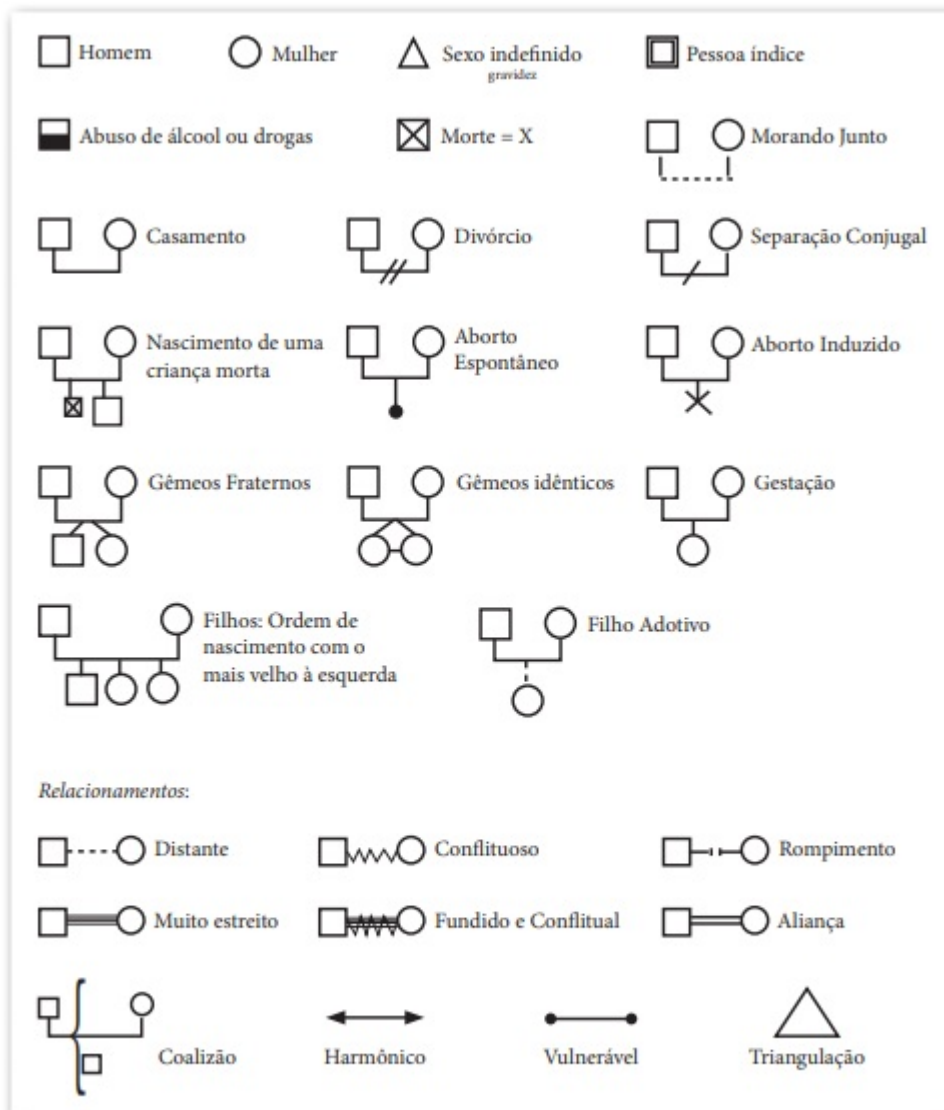 Homem
Mulher
Sexo indefinido
gravidez
Pessoa índice
Abuso de álcool ou drogas
Morte = X
Morando Junto
Casamento
Divórcio
Separação Conjugal
Nascimento de uma
criança morta
Aborto
Espontâneo
Aborto Induzido
Gêmeos Fraternos
Gêmeos idênticos
Gestação
Filhos: Ordem de
nascimento com o
mais velho à esquerda
Filho Adotivo
Relacionamentos:
Distante
Conflituoso
Rompimento
Muito estreito
Fundido e Conflitual
Aliança
Coalizão
Harmônico
Vulnerável
Triangulação